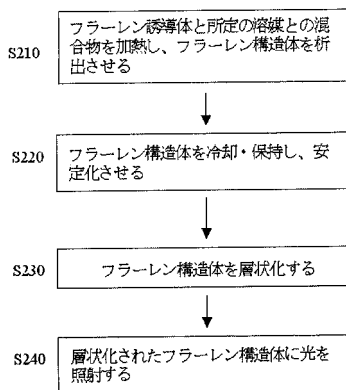 S210
フラーレン誘導体と所定の溶媒との混
合物を加熱し、フラーレン構造体を析
出させる
S220
フラーレン構造体を冷却・保持し、安
定化させる
S230
フラーレン構造体を層状化する
S240
層状化されたフラーレン構造体に光を
照射する